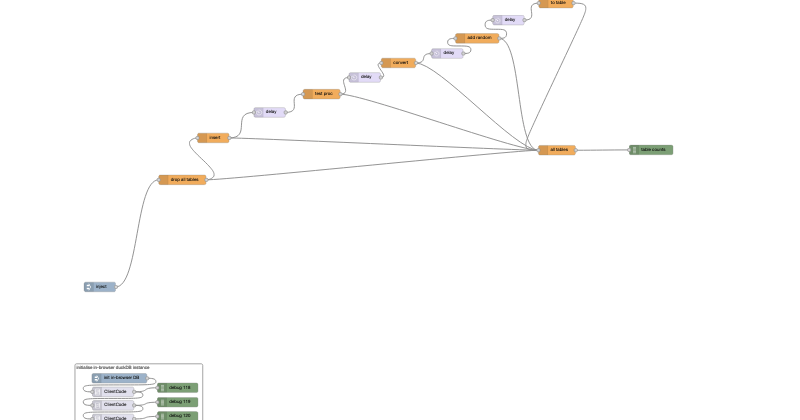 to table
delay
add random
delay
convert
delay
test proc
delay
insert
all tables
table counts
drop all tables
inject
initialise in-browser duckDB instance
init in-browser DB
ClientCode
debug 118
ClientCode
debug 119
ClientCode
debug 120